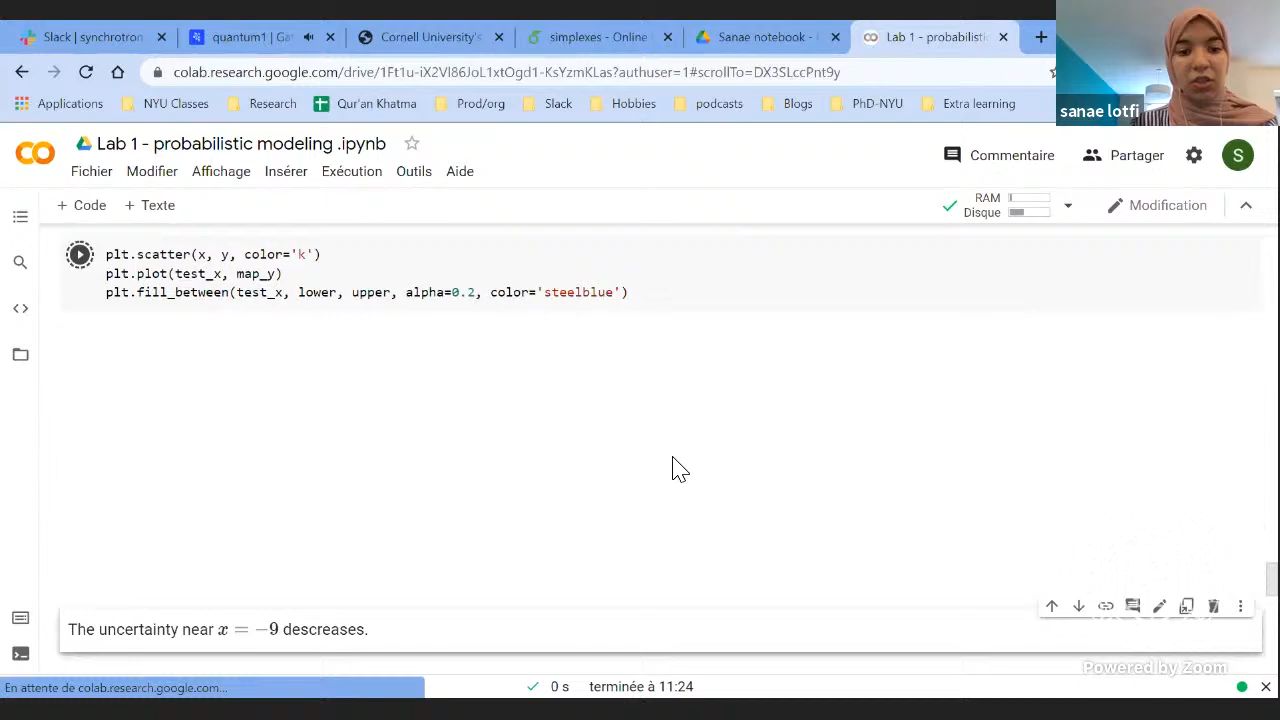 Slack | synchrotron
quantum1 | Ga
Cornell University's
simplexes - Online
Sanae notebook -
Lab 1 - probabilisti
colab.research.google.com/drive/1Ft1u-iX2Vl86JoL1xtOgd1-KsYzmKLas?authuser=1#scrollTo=DX3SLccPnt9y
Applications
NYU Classes
Research
Qur'an Khatma
Prod/org
Slack
Hobbies
podcasts
Blogs
PhD-NYU
Extra learning
sanae lotfi
CO
Lab 1 - probabilistic modeling .ipynb
Commentaire
Partager
S
Fichier Modifier Affichage Insérer Exécution Outils Aide
+ Code + Texte
RAM
Disque
Modification
plt.scatter(x, y, color='k')
plt.plot(test_x, map_y)
plt.fill_between(test_x, lower, upper, alpha=0.2, color='steelblue')
The uncertainty near x = −9 descreases.
Powered by Zoom
En attente de colab.research.google.com...
0 s terminée à 11:24